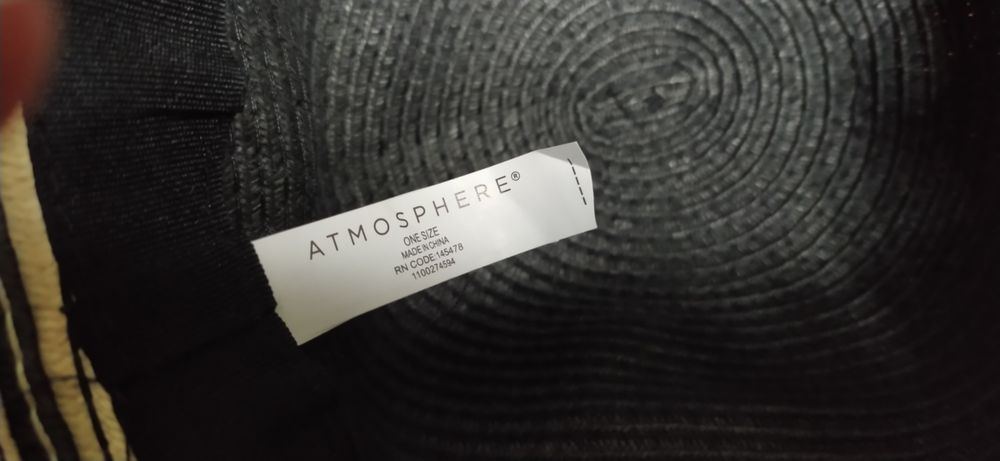 ATMOSPHERE®
ONE SIZE
MADE IN CHINA
RN CODE:145478
1100274594